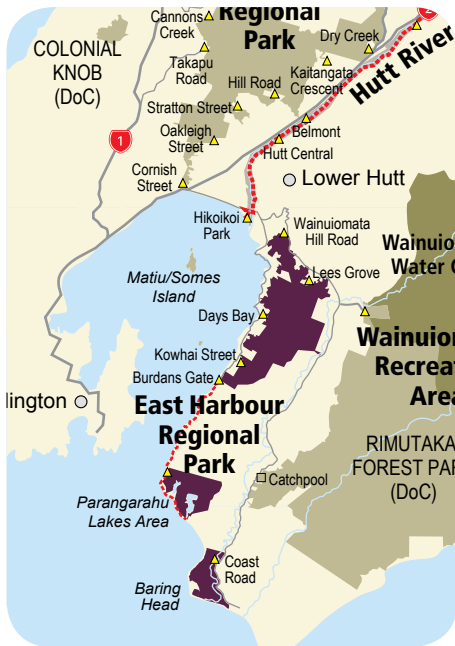 Cannons
Creek
Regional
Park
Dry Creek
2
COLONIAL
KNOB
(DoC)
Takapu
Road
Kaitangata
Crescent
Hutt River
Hill Road
Stratton Street
Belmont
1
Oakleigh
Street
Hutt Central
Cornish
Street
Lower Hutt
Hikoikoi
Park
Wainuiomata
Hill Road
Wainuio
Water C
Matiu/Somes
Island
Lees Grove
Days Bay
Wainuion
Recreat
Area
Kowhai Street
Burdans Gate
lington
East Harbour
Regional
Park
RIMUTAKA
FOREST PAR
(DoC)
Catchpool
Parangarahu
Lakes Area
Coast
Road
Baring
Head